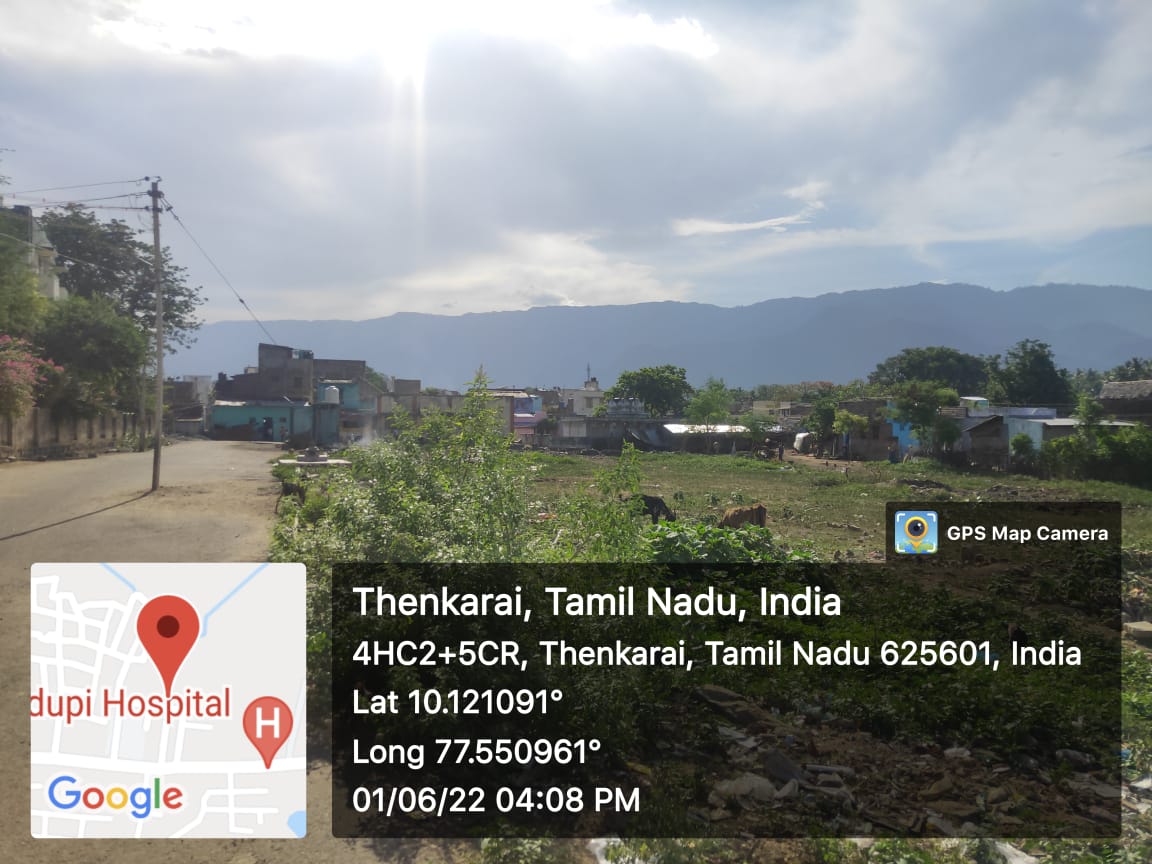 GPS Map Camera
Thenkarai, Tamil Nadu, India
4HC2+5CR, Thenkarai, Tamil Nadu 625601, India
Lat 10.121091°
Long 77.550961°
01/06/22 04:08 PM
dupi Hospital
H
Google